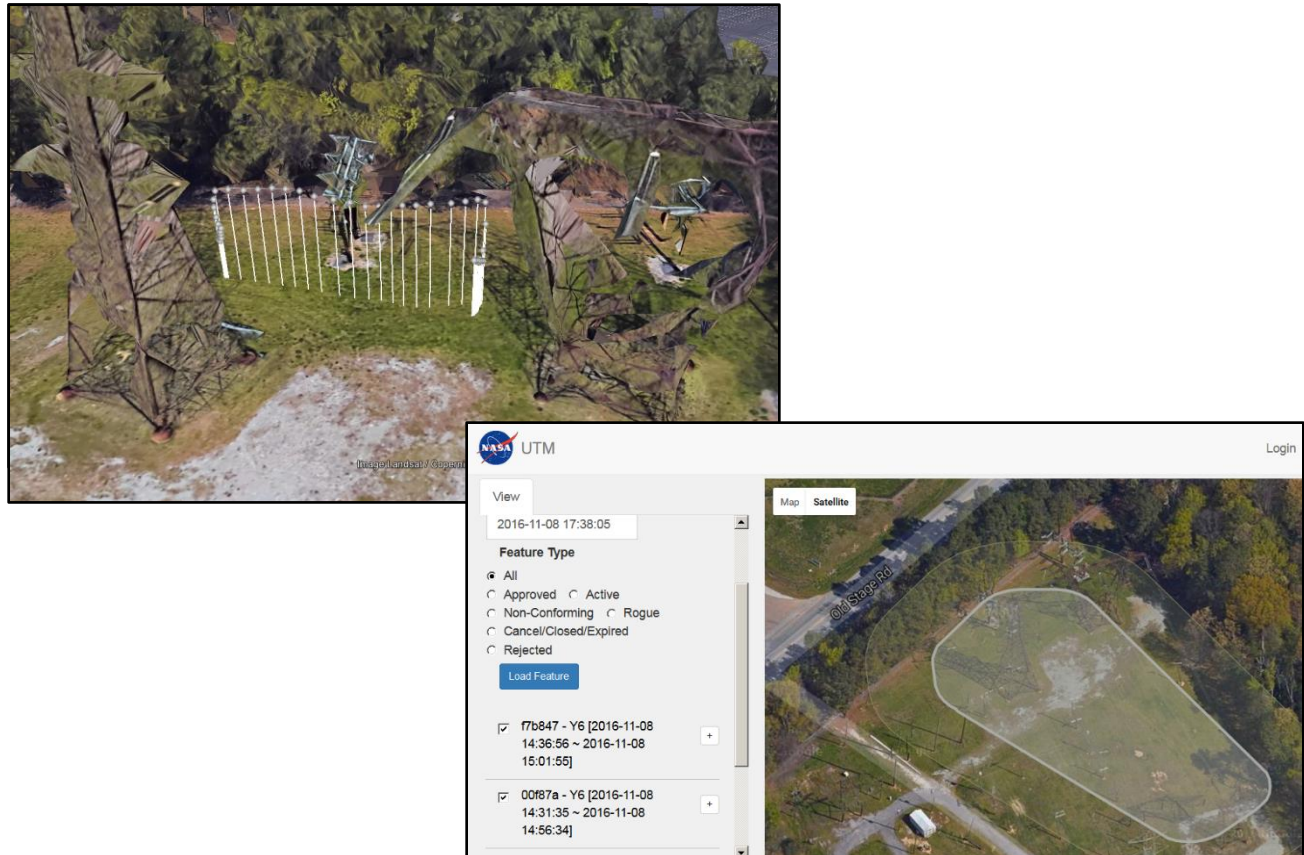 Image Landsat / Copern
NASA
UTM
Login
View
2016-11-08 17:38:05
Feature Type
All
Approved Active
Non-Conforming Rogue
Cancel/Closed/Expired
Rejected
Load Feature
f7b847 - Y6 [2016-11-08
14:36:56 ~ 2016-11-08
15:01:55]
+
00f87a - Y6 [2016-11-08
14:31:35 ~ 2016-11-08
14:56:34]
+
Map Satellite
Old Stage Rd